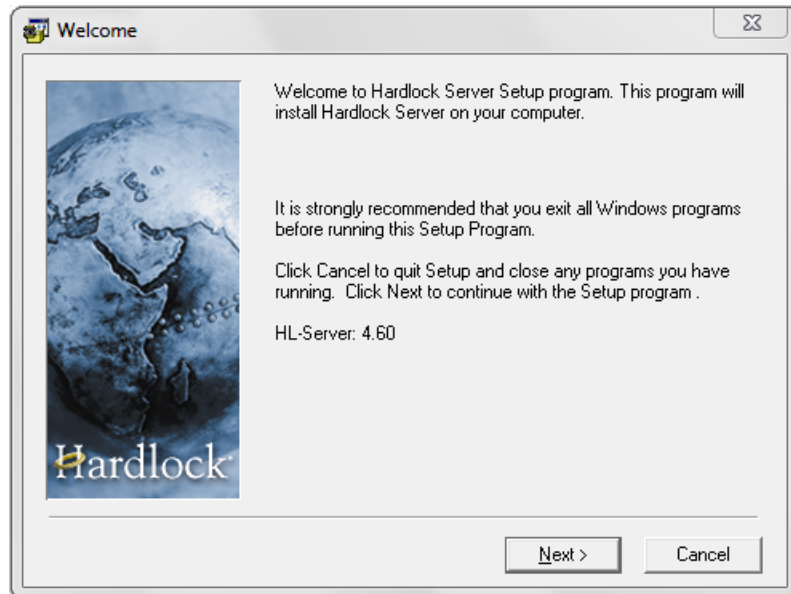 Welcome
Welcome to Hardlock Server Setup program. This program will
install Hardlock Server on your computer.
It is strongly recommended that you exit all Windows programs
before running this Setup Program.
Click Cancel to quit Setup and close any programs you have
running.  Click Next to continue with the Setup program .
HL-Server: 4.60
Hardlock
Next >
Cancel